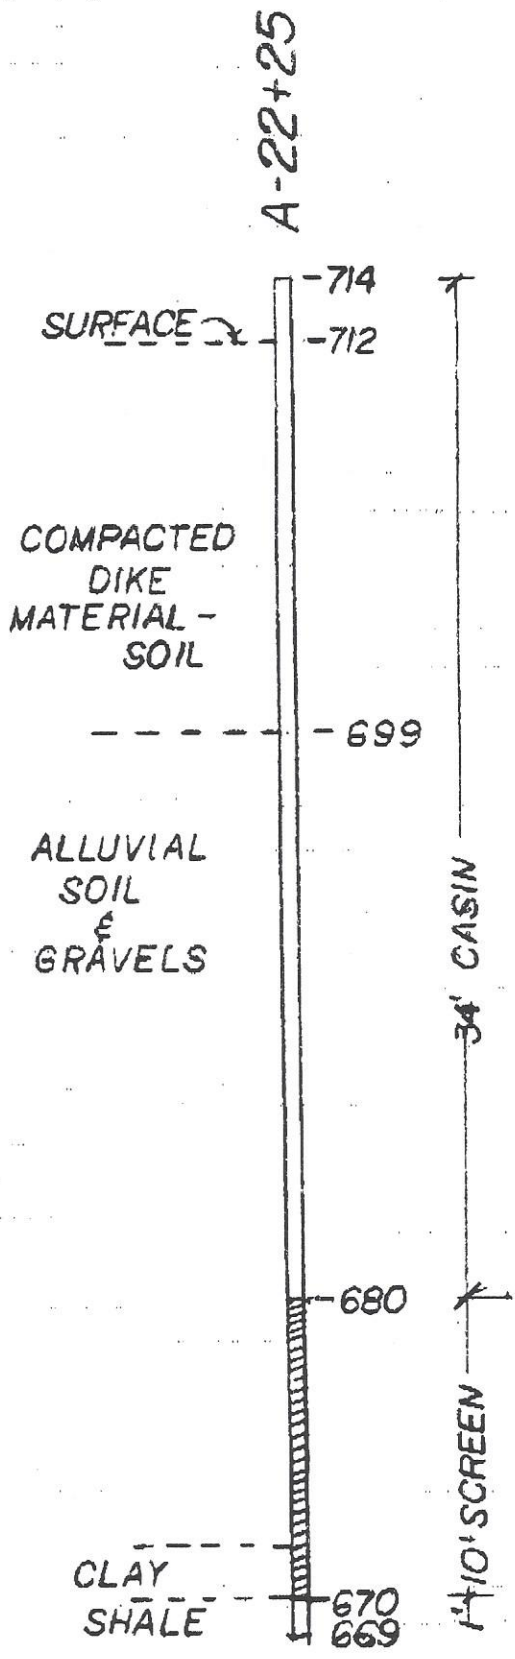 A-22+25
-714
SURFACE
-712
COMPACTED
DIKE
MATERIAL-
SOIL
- 699
ALLUVIAL
SOIL
&
GRAVELS
34' CASIN
-680
10' SCREEN
1'
CLAY
SHALE
670
669